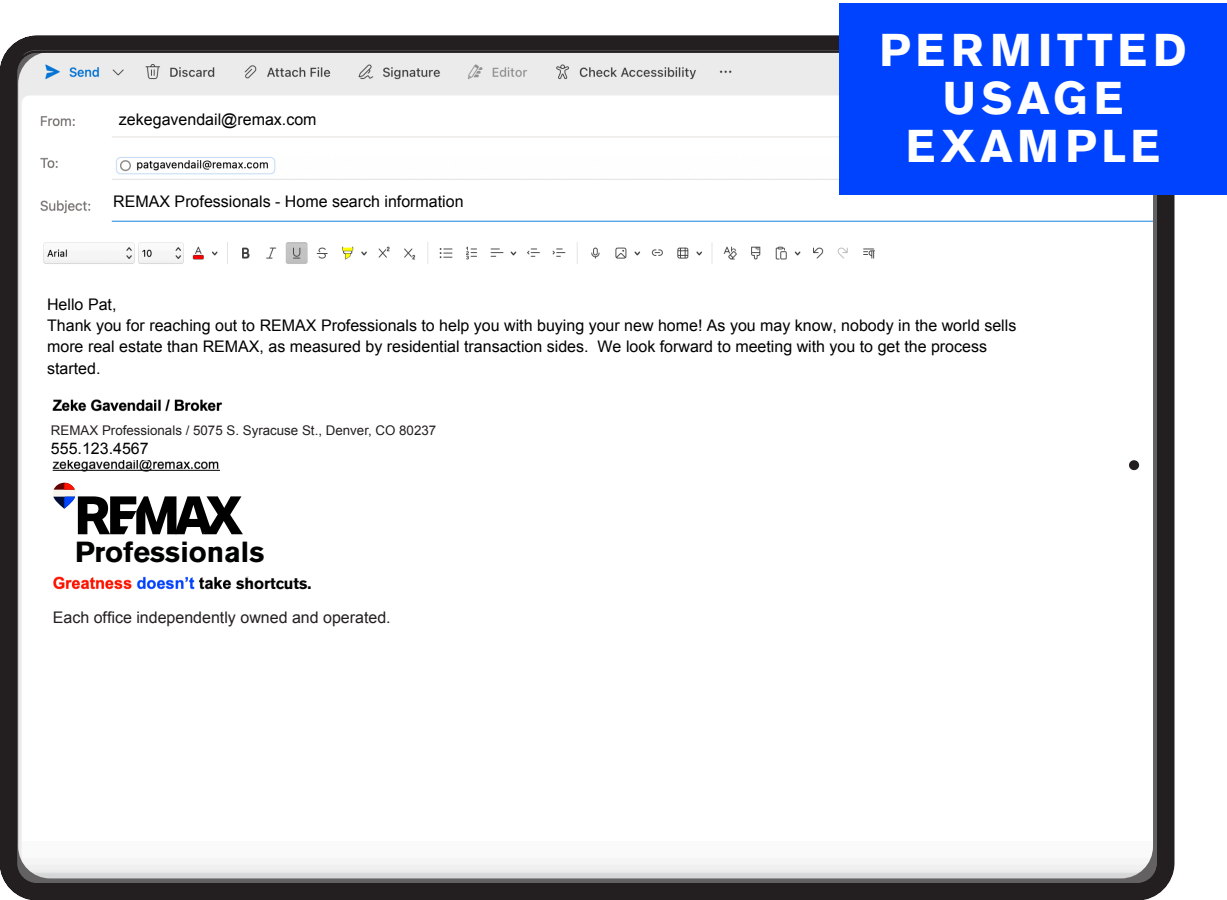 PERMITTED
USAGE
EXAMPLE
Send Discard Attach File Signature Editor Check Accessibility ...
From: zekegavendail@remax.com
To: patgavendail@remax.com
Subject: REMAX Professionals - Home search information
Arial 10 A B I U S X² X₂
Hello Pat,
Thank you for reaching out to REMAX Professionals to help you with buying your new home! As you may know, nobody in the world sells
more real estate than REMAX, as measured by residential transaction sides.  We look forward to meeting with you to get the process
started.
Zeke Gavendail / Broker
REMAX Professionals / 5075 S. Syracuse St., Denver, CO 80237
555.123.4567
zekegavendail@remax.com
REMAX
Professionals
Greatness doesn't take shortcuts.
Each office independently owned and operated.